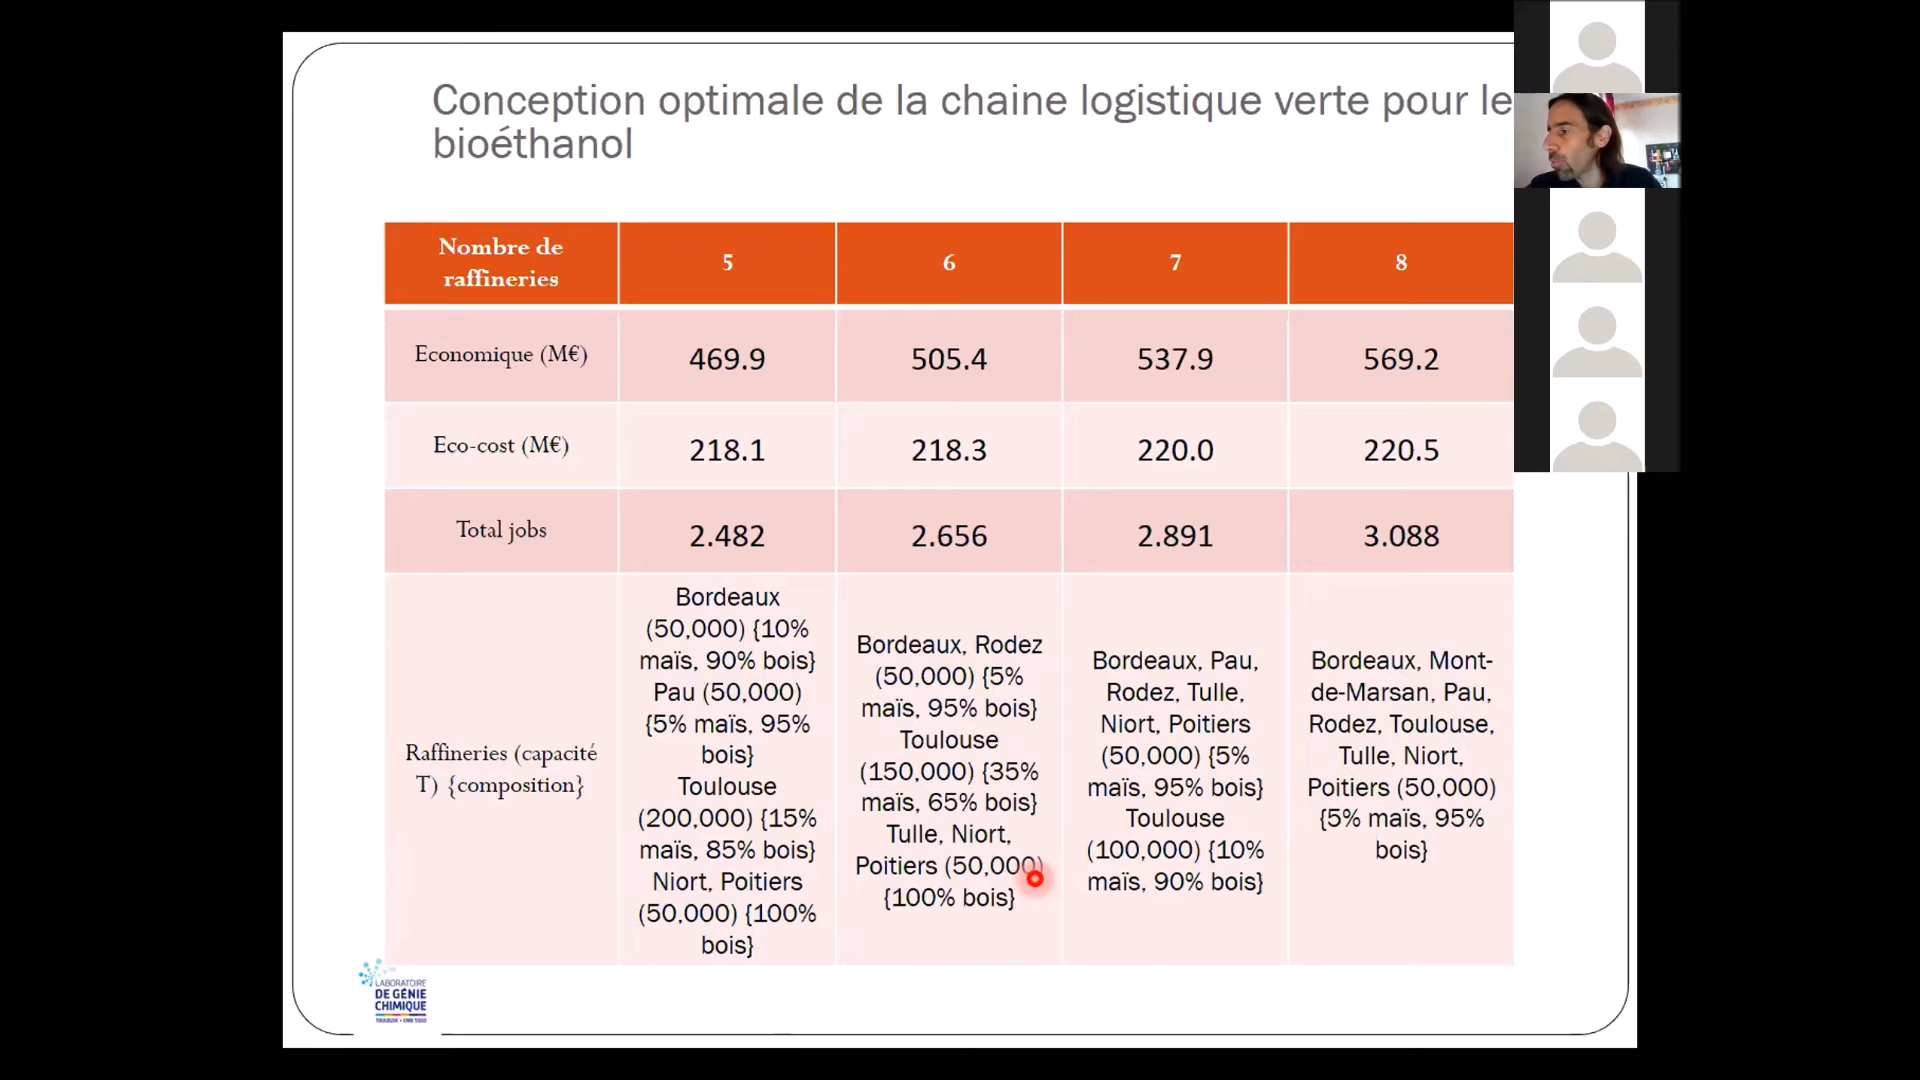 Conception optimale de la chaine logistique verte pour le
bioéthanol
Nombre de
raffineries
5
6
7
8
Economique (M€)
469.9
505.4
537.9
569.2
Eco-cost (M€)
218.1
218.3
220.0
220.5
Total jobs
2.482
2.656
2.891
3.088
Raffineries (capacité
T) {composition}
Bordeaux
(50,000) {10%
maïs, 90% bois}
Pau (50,000)
{5% maïs, 95%
bois}
Toulouse
(200,000) {15%
maïs, 85% bois}
Niort, Poitiers
(50,000) {100%
bois}
Bordeaux, Rodez
(50,000) {5%
maïs, 95% bois}
Toulouse
(150,000) {35%
maïs, 65% bois}
Tulle, Niort,
Poitiers (50,000)
{100% bois}
Bordeaux, Pau,
Rodez, Tulle,
Niort, Poitiers
(50,000) {5%
maïs, 95% bois}
Toulouse
(100,000) {10%
maïs, 90% bois}
Bordeaux, Mont-
de-Marsan, Pau,
Rodez, Toulouse,
Tulle, Niort,
Poitiers (50,000)
{5% maïs, 95%
bois}
LABORATOIRE
DE GÉNIE
CHIMIQUE
TOULOUSE • UMR 5503